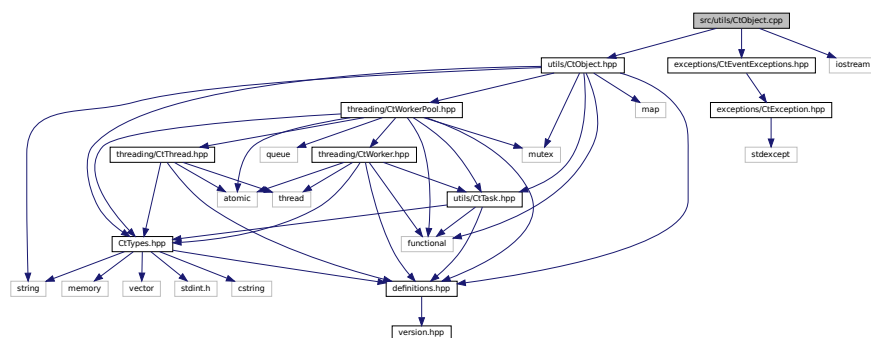 src/utils/CtObject.cpp
utils/CtObject.hpp
exceptions/CtEventExceptions.hpp
iostream
threading/CtWorkerPool.hpp
map
exceptions/CtException.hpp
threading/CtThread.hpp
queue
threading/CtWorker.hpp
mutex
stdexcept
atomic
thread
utils/CtTask.hpp
CtTypes.hpp
functional
string
memory
vector
stdint.h
cstring
definitions.hpp
version.hpp